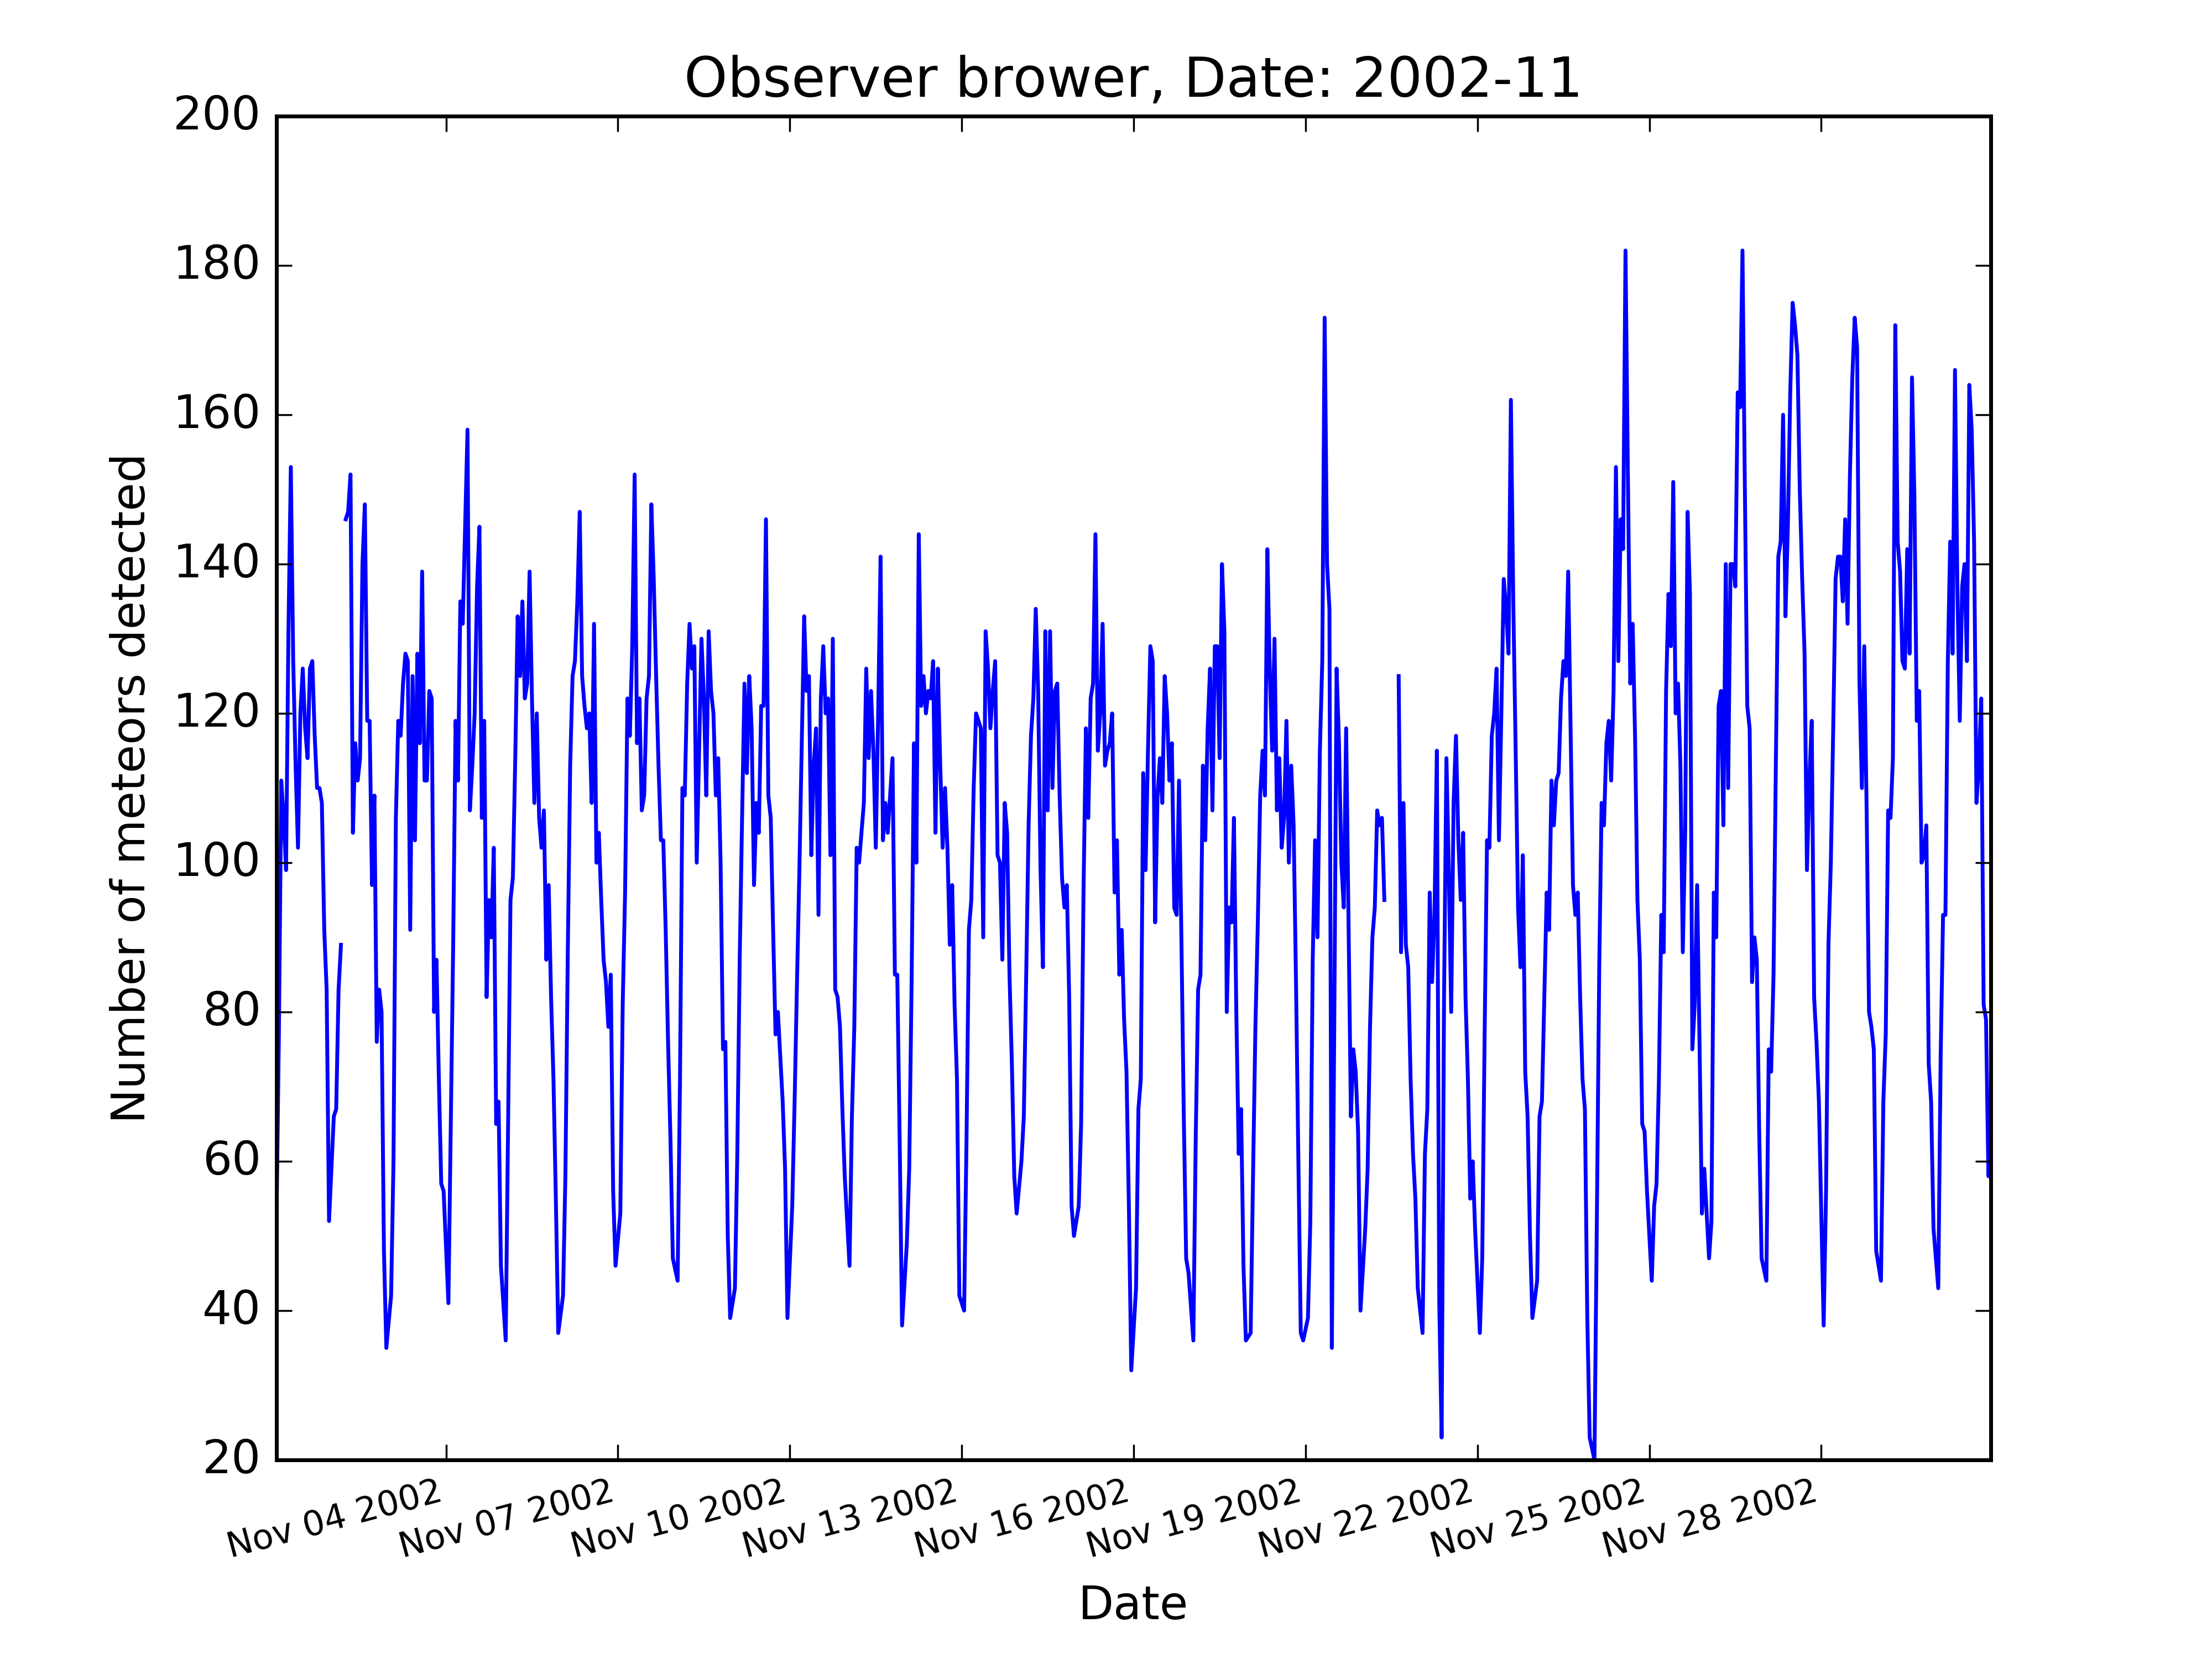 Observer brower, Date: 2002-11
Number of meteors detected
200
180
160
140
120
100
80
60
40
20
Nov 04 2002
Nov 07 2002
Nov 10 2002
Nov 13 2002
Nov 16 2002
Nov 19 2002
Nov 22 2002
Nov 25 2002
Nov 28 2002
Date